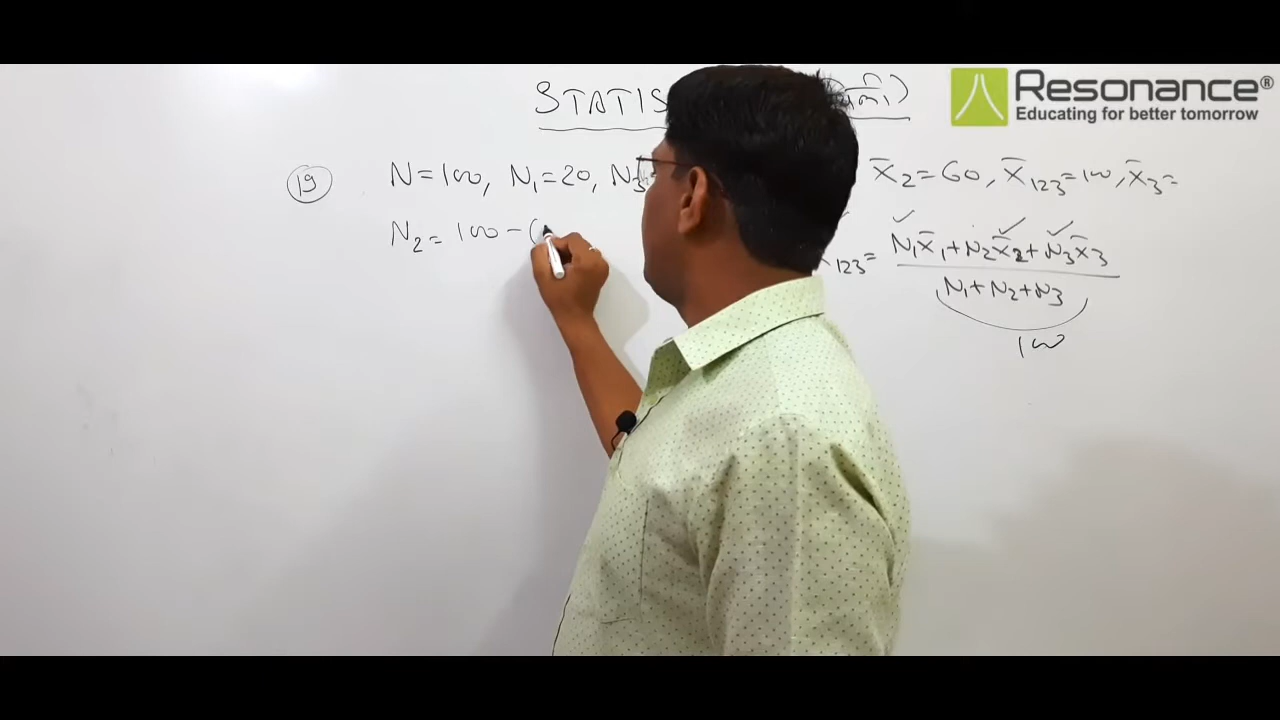 Resonance®
Educating for better tomorrow
STATIS
19 N=100, N₁=20, N₃ x̄₂=60, x̄₁₂₃=100, x̄₃=
N₂=100-(
₁₂₃= N₁x̄₁+N₂x̄₂+N₃x̄₃
N₁+N₂+N₃
100